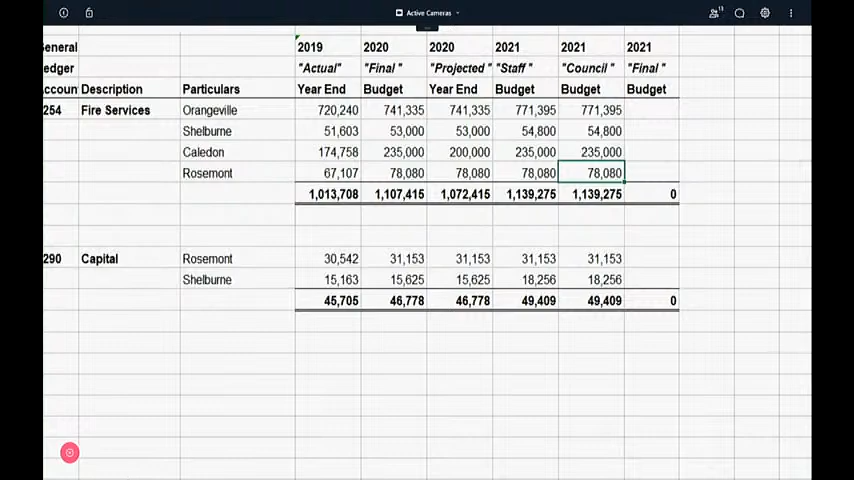 Active Cameras
11
General 2019 2020 2020 2021 2021 2021
Ledger "Actual" "Final " "Projected " "Staff " "Council " "Final "
Account Description Particulars Year End Budget Year End Budget Budget Budget
254 Fire Services Orangeville 720,240 741,335 741,335 771,395 771,395
Shelburne 51,603 53,000 53,000 54,800 54,800
Caledon 174,758 235,000 200,000 235,000 235,000
Rosemont 67,107 78,080 78,080 78,080 78,080
1,013,708 1,107,415 1,072,415 1,139,275 1,139,275 0
290 Capital Rosemont 30,542 31,153 31,153 31,153 31,153
Shelburne 15,163 15,625 15,625 18,256 18,256
45,705 46,778 46,778 49,409 49,409 0